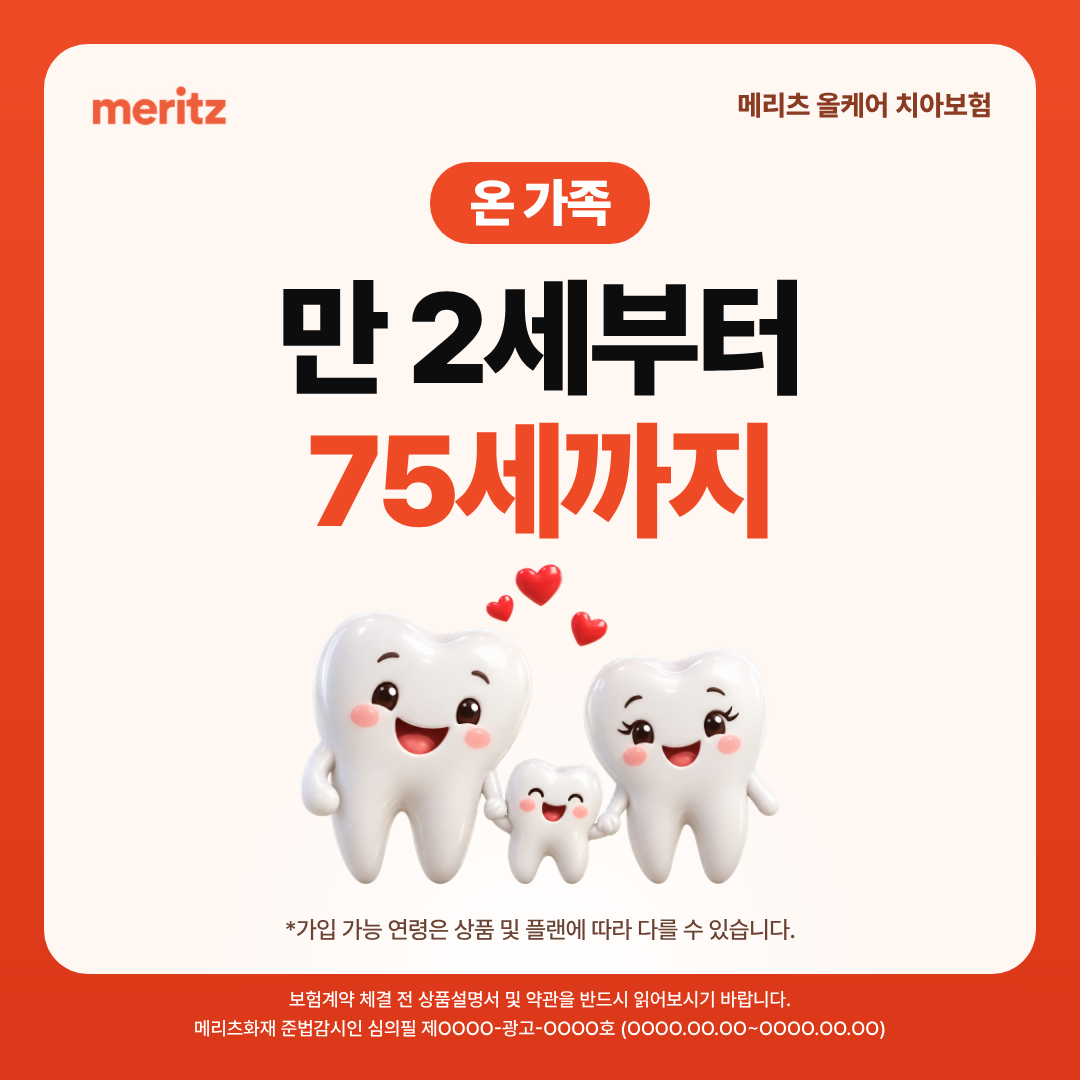 meritz
메리츠 올케어 치아보험
온 가족
만 2세부터
75세까지
*가입 가능 연령은 상품 및 플랜에 따라 다를 수 있습니다.
보험계약 체결 전 상품설명서 및 약관을 반드시 읽어보시기 바랍니다.
메리츠화재 준법감시인 심의필 제OOOO-광고-OOOO호 (OOOO.OO.OO~OOOO.OO.OO)